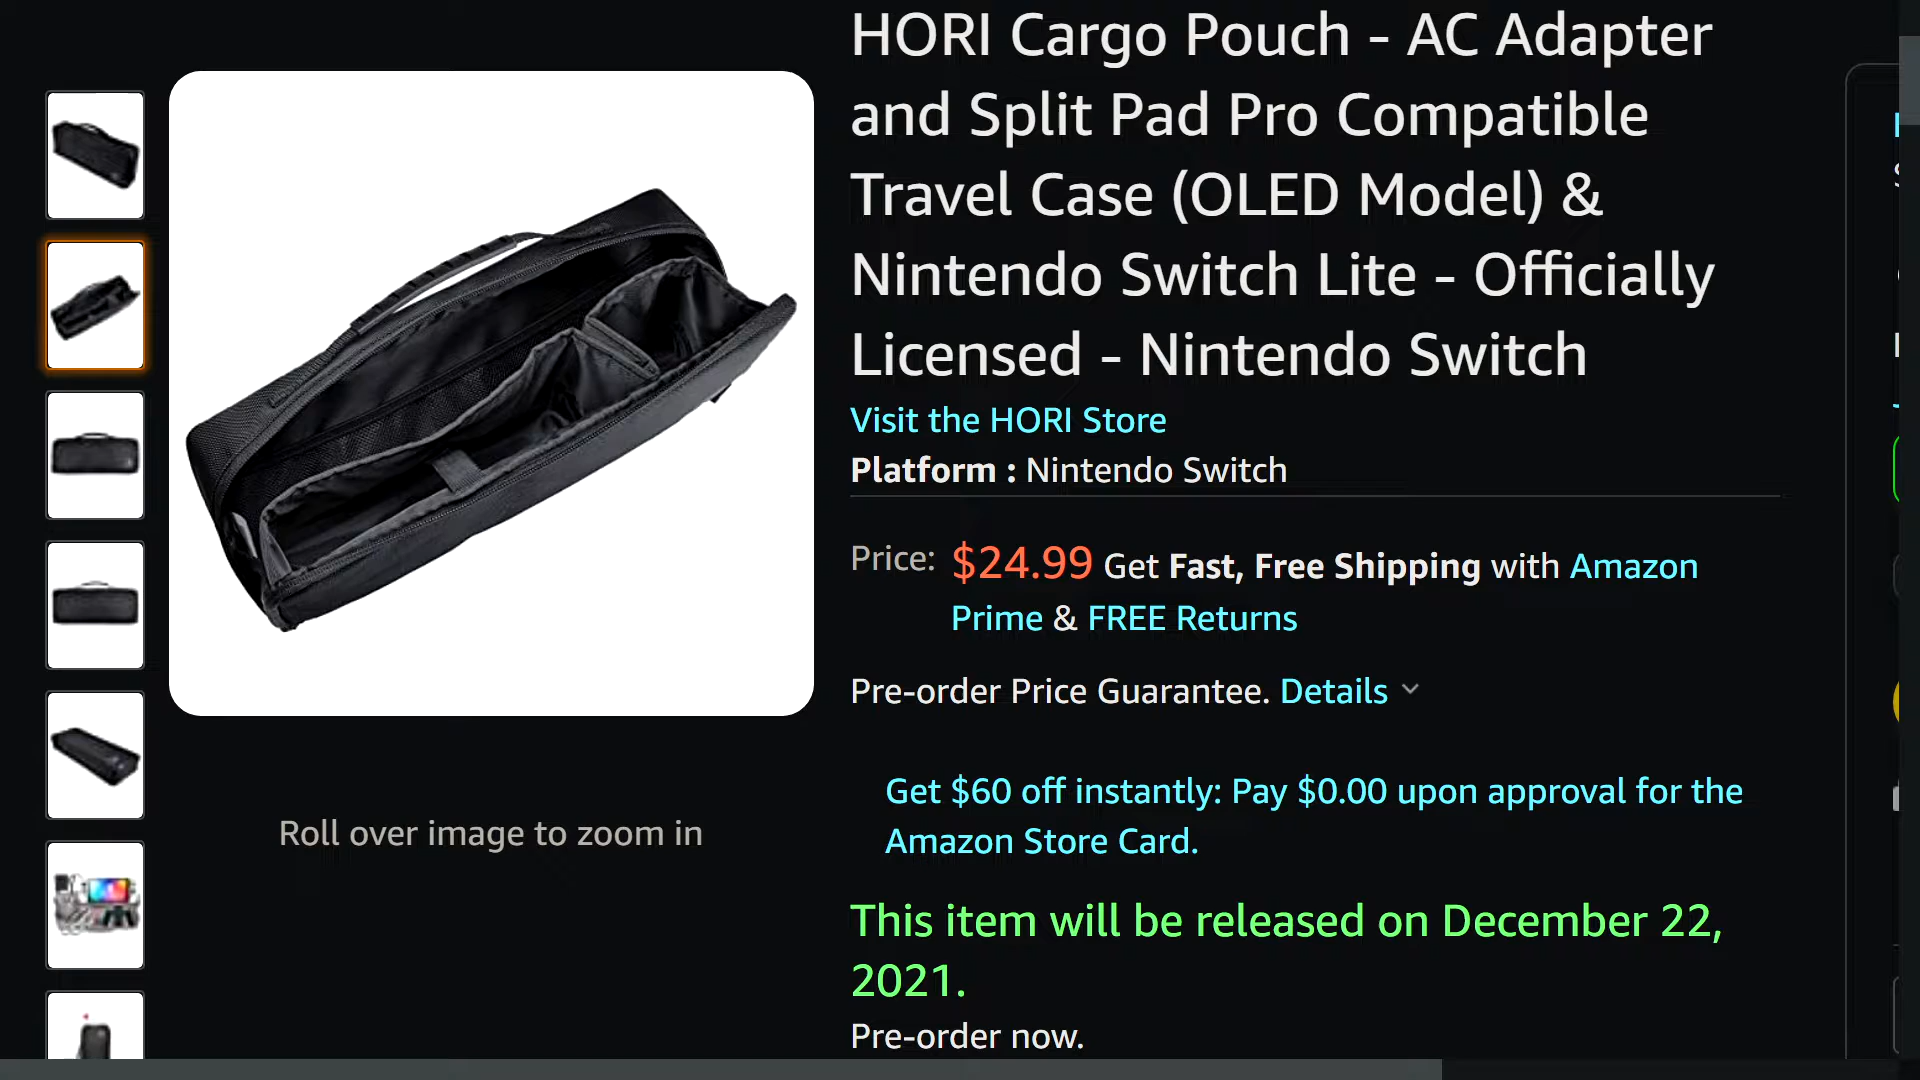 HORI Cargo Pouch - AC Adapter
and Split Pad Pro Compatible
Travel Case (OLED Model) &
Nintendo Switch Lite - Officially
Licensed - Nintendo Switch
Visit the HORI Store
Platform : Nintendo Switch
Price: $24.99 Get Fast, Free Shipping with Amazon
Prime & FREE Returns
Pre-order Price Guarantee. Details
Get $60 off instantly: Pay $0.00 upon approval for the
Amazon Store Card.
Roll over image to zoom in
This item will be released on December 22,
2021.
Pre-order now.